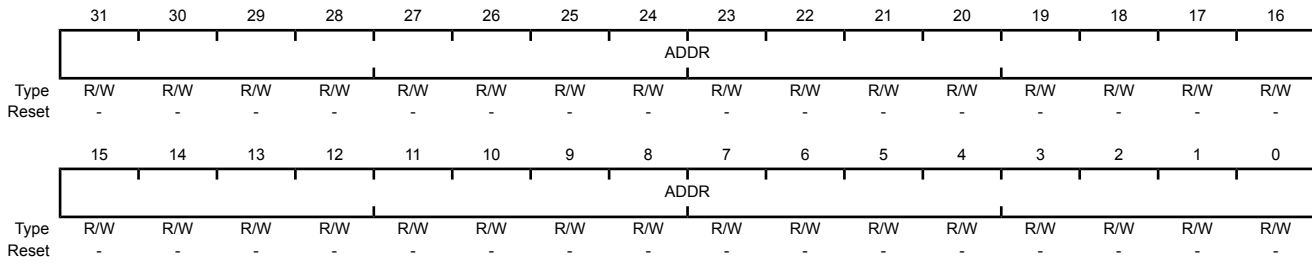 31 30 29 28 27 26 25 24 23 22 21 20 19 18 17 16
ADDR
Type R/W R/W R/W R/W R/W R/W R/W R/W R/W R/W R/W R/W R/W R/W R/W R/W
Reset - - - - - - - - - - - - - - - -
15 14 13 12 11 10 9 8 7 6 5 4 3 2 1 0
ADDR
Type R/W R/W R/W R/W R/W R/W R/W R/W R/W R/W R/W R/W R/W R/W R/W R/W
Reset - - - - - - - - - - - - - - - -